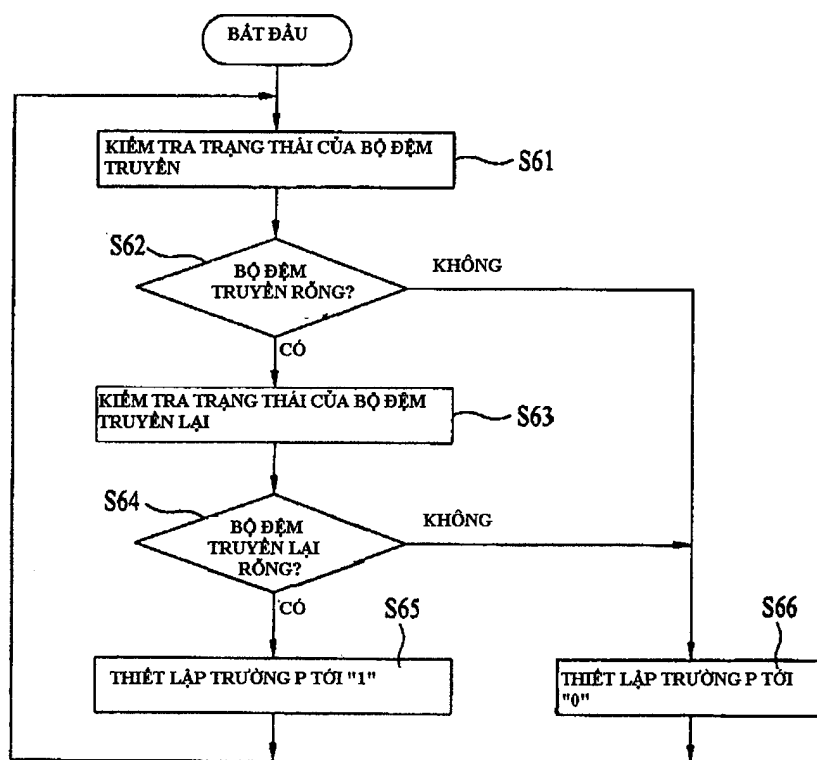 BẮT ĐẦU
KIỂM TRA TRẠNG THÁI CỦA BỘ ĐỆM
TRUYỀN
S61
S62
BỘ ĐỆM
TRUYỀN RỖNG?
KHÔNG
CÓ
KIỂM TRA TRẠNG THÁI CỦA BỘ ĐỆM
TRUYỀN LẠI
S63
S64
BỘ ĐỆM
TRUYỀN LẠI
RỖNG?
KHÔNG
CÓ
S65
THIẾT LẬP TRƯỜNG P TỚI "1"
S66
THIẾT LẬP TRƯỜNG P TỚI
"0"